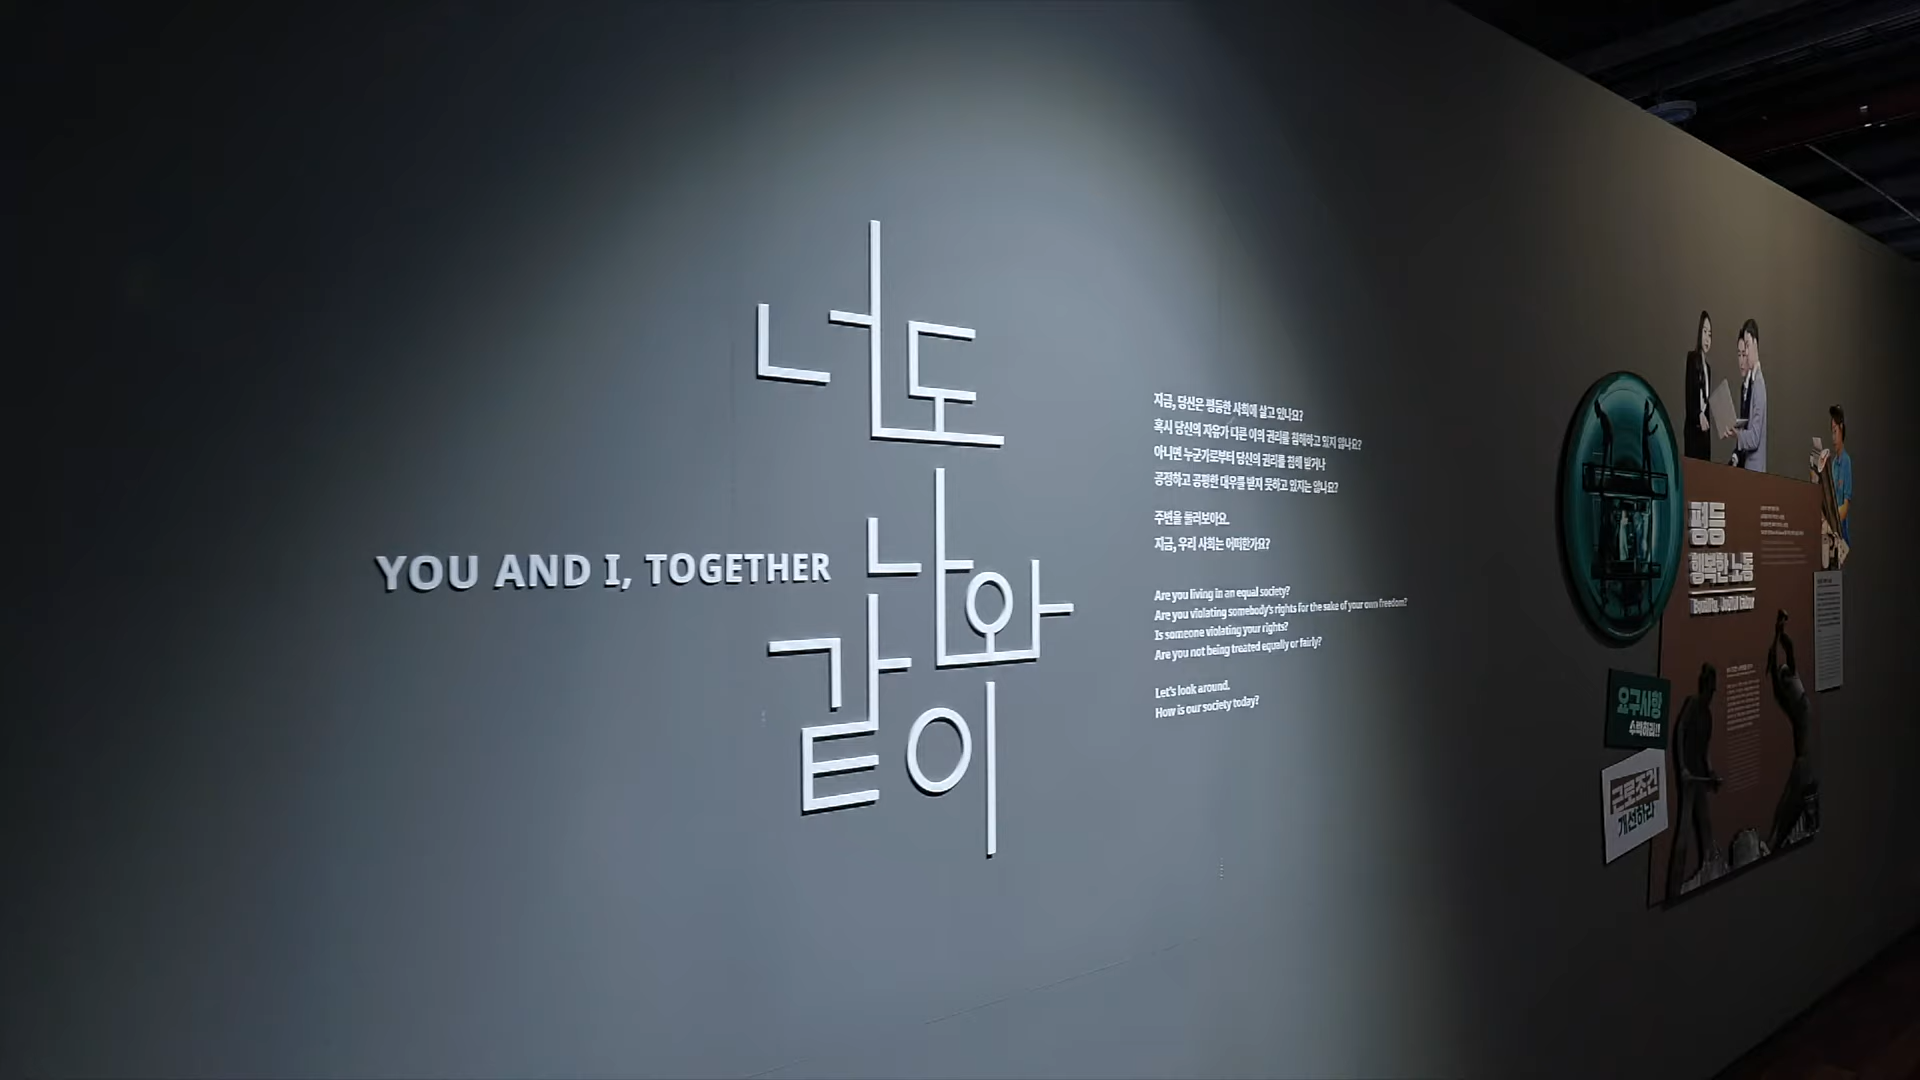 너도
나와
같이
YOU AND I, TOGETHER
지금, 당신은 평등한 사회에 살고 있나요?
혹시 당신의 자유가 다른 이의 권리를 침해하고 있지 않나요?
아니면 누군가로부터 당신의 권리를 침해 받거나
공정하고 공평한 대우를 받지 못하고 있지는 않나요?
주변을 둘러보아요.
지금, 우리 사회는 어떠한가요?
Are you living in an equal society?
Are you violating somebody's rights for the sake of your own freedom?
Is someone violating your rights?
Are you not being treated equally or fairly?
Let's look around.
How is our society today?
평등
행복한 노동
Equality, Joyful labor
요구사항
수락하라!!
근로조건
개선하라